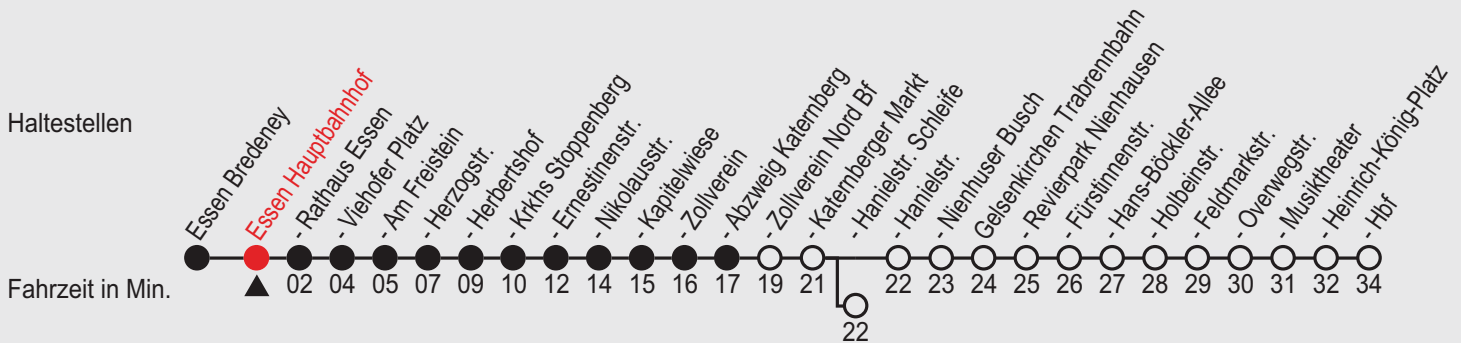 Haltestellen
Essen Bredeney
Essen Hauptbahnhof
- Rathaus Essen
- Viehofer Platz
- Am Freistein
- Herzogstr.
- Herbertshof
- Krkhs Stoppenberg
- Ernestinenstr.
- Nikolausstr.
- Kapitelwiese
- Zollverein
- Abzweig Katernberg
- Zollverein Nord Bf
- Katernberger Markt
- Hanielstr. Schleife
- Hanielstr.
- Nienhuser Busch
Gelsenkirchen Trabrennbahn
- Revierpark Nienhausen
- Fürstinnenstr.
- Hans-Böckler-Allee
- Holbeinstr.
- Feldmarkstr.
- Overwegstr.
- Musiktheater
- Heinrich-König-Platz
- Hbf
Fahrzeit in Min. 02 04 05 07 09 10 12 14 15 16 17 19 21 22 23 24 25 26 27 28 29 30 31 32 34
22